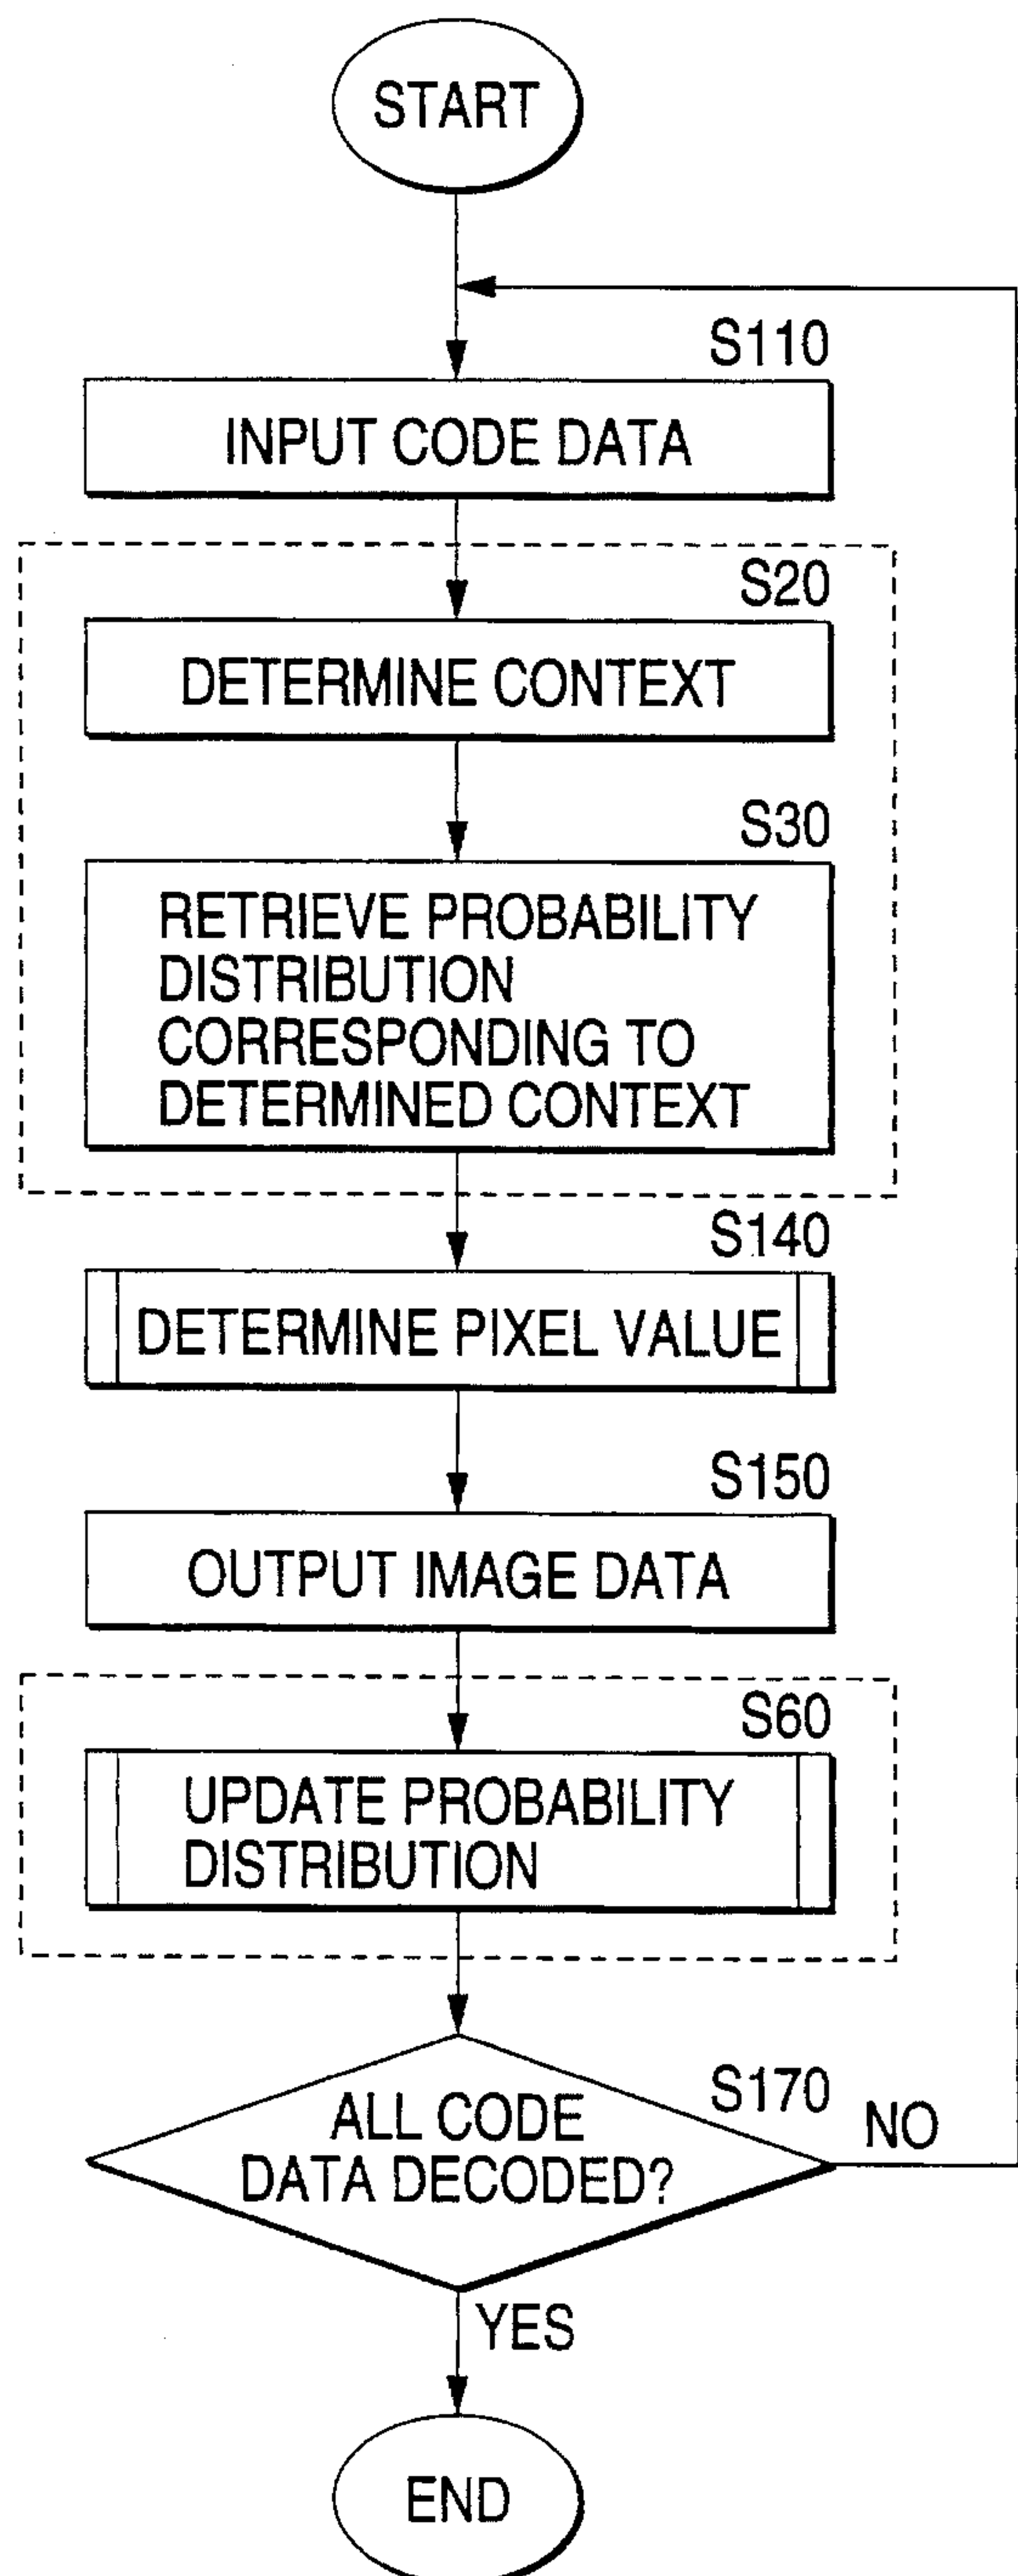 START
S110
INPUT CODE DATA
S20
DETERMINE CONTEXT
S30
RETRIEVE PROBABILITY
DISTRIBUTION
CORRESPONDING TO
DETERMINED CONTEXT
S140
DETERMINE PIXEL VALUE
S150
OUTPUT IMAGE DATA
S60
UPDATE PROBABILITY
DISTRIBUTION
S170
ALL CODE
DATA DECODED?
NO
YES
END